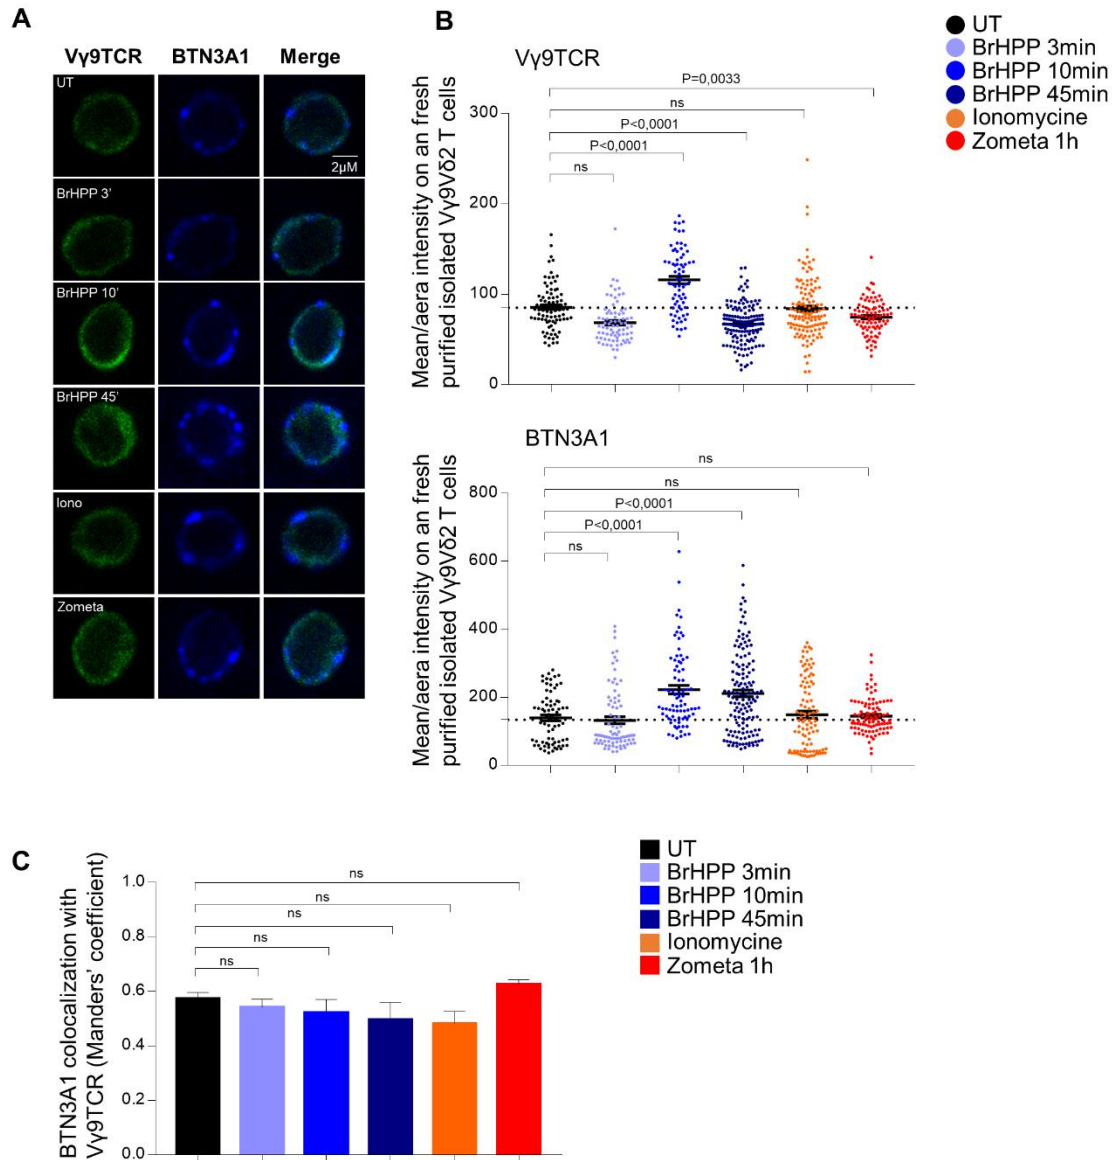 A
Vγ9TCR BTN3A1 Merge
UT
2µM
BrHPP 3'
BrHPP 10'
BrHPP 45'
Iono
Zometa
B
UT
BrHPP 3min
BrHPP 10min
BrHPP 45min
Ionomycine
Zometa 1h
Vγ9TCR
Mean/aera intensity on an fresh
purified isolated Vγ9Vδ2 T cells
300
200
100
0
P=0,0033
ns
P<0,0001
P<0,0001
ns
BTN3A1
Mean/aera intensity on an fresh
purified isolated Vγ9Vδ2 T cells
800
600
400
200
0
ns
ns
P<0,0001
P<0,0001
ns
C
BTN3A1 colocalization with
Vγ9TCR (Manders' coefficient)
1.0
0.8
0.6
0.4
0.2
0.0
ns
ns
ns
ns
ns
UT
BrHPP 3min
BrHPP 10min
BrHPP 45min
Ionomycine
Zometa 1h